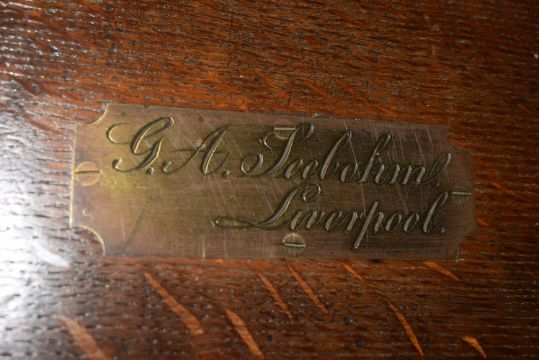 G. A. Seebohm
Liverpool.